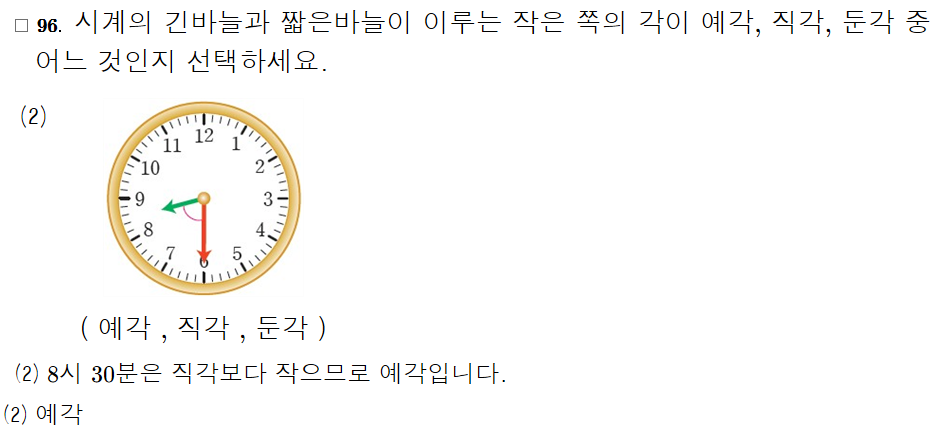 □ 96. 시계의 긴바늘과 짧은바늘이 이루는 작은 쪽의 각이 예각, 직각, 둔각 중
어느 것인지 선택하세요.
(2)
12
11 1
10 2
9 3
8 4
7 5
6
( 예각 , 직각 , 둔각 )
(2) 8시 30분은 직각보다 작으므로 예각입니다.
(2) 예각